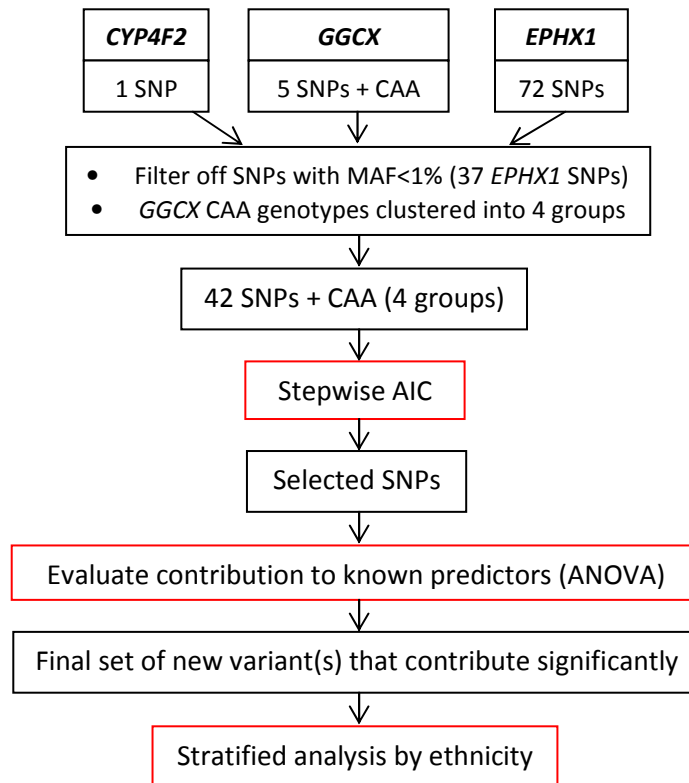 CYP4F2
GGCX
EPHX1
1 SNP
5 SNPs + CAA
72 SNPs
• Filter off SNPs with MAF<1% (37 EPHX1 SNPs)
• GGCX CAA genotypes clustered into 4 groups
42 SNPs + CAA (4 groups)
Stepwise AIC
Selected SNPs
Evaluate contribution to known predictors (ANOVA)
Final set of new variant(s) that contribute significantly
Stratified analysis by ethnicity